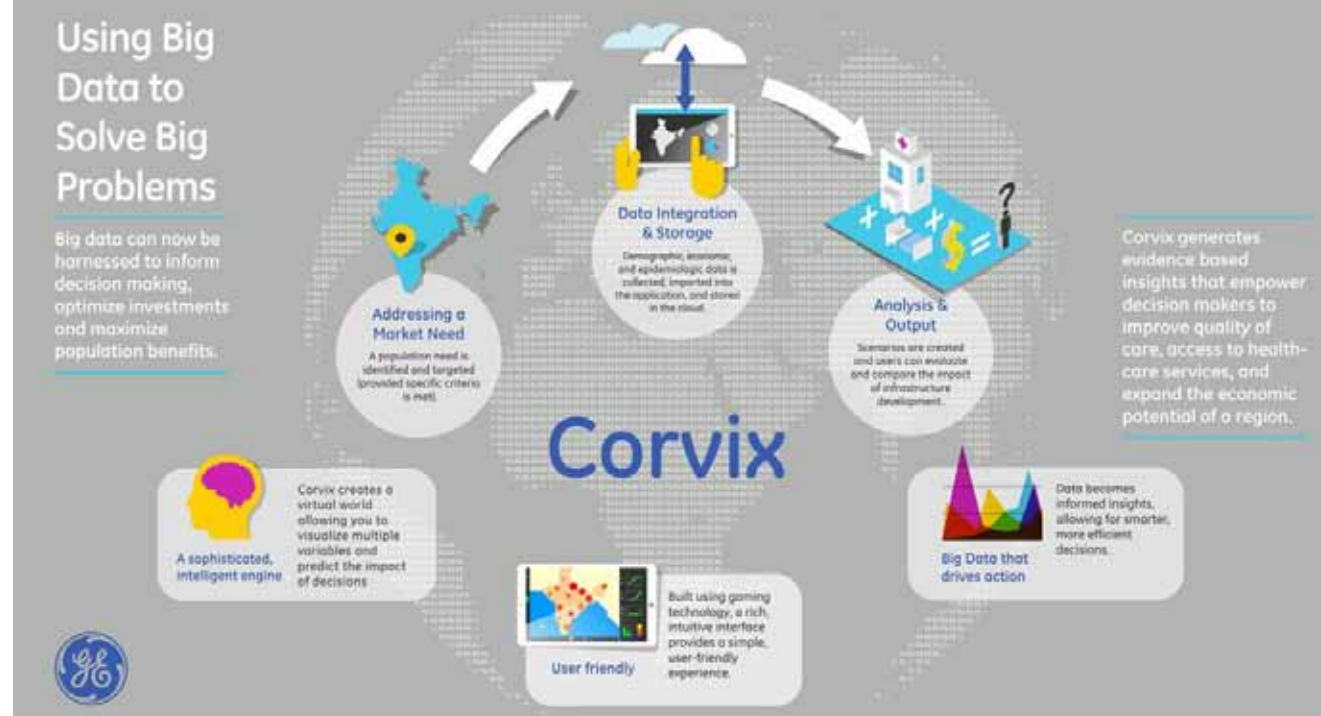 Using Big
Data to
Solve Big
Problems
Big data can now be
harnessed to inform
decision making,
optimize investments
and maximize
population benefits.
Addressing a
Market Need
A population need is
identified and targeted
(provided specific criteria
is met).
Data Integration
& Storage
Demographic, economic,
and epidemiologic data is
collected, imported into
the application, and stored
in the cloud.
+ + $ = ?
Analysis &
Output
Scenarios are created
and users can evaluate
and compare the impact
of infrastructure
development.
Corvix generates
evidence based
insights that empower
decision makers to
improve quality of
care, access to health-
care services, and
expand the economic
potential of a region.
Corvix
A sophisticated,
intelligent engine
Corvix creates a
virtual world
allowing you to
visualize multiple
variables and
predict the impact
of decisions
User friendly
Built using gaming
technology, a rich,
intuitive interface
provides a simple,
user-friendly
experience.
Big Data that
drives action
Data becomes
informed insights,
allowing for smarter,
more efficient
decisions.
GE